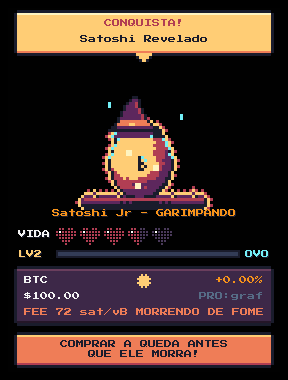 CONQUISTA!
Satoshi Revelado
Satoshi Jr - GARIMPANDO
VIDA
LV2 OVO
BTC +0.00%
$100.00 PRO:graf
FEE 72 sat/vB MORRENDO DE FOME
COMPRAR A QUEDA ANTES
QUE ELE MORRA!